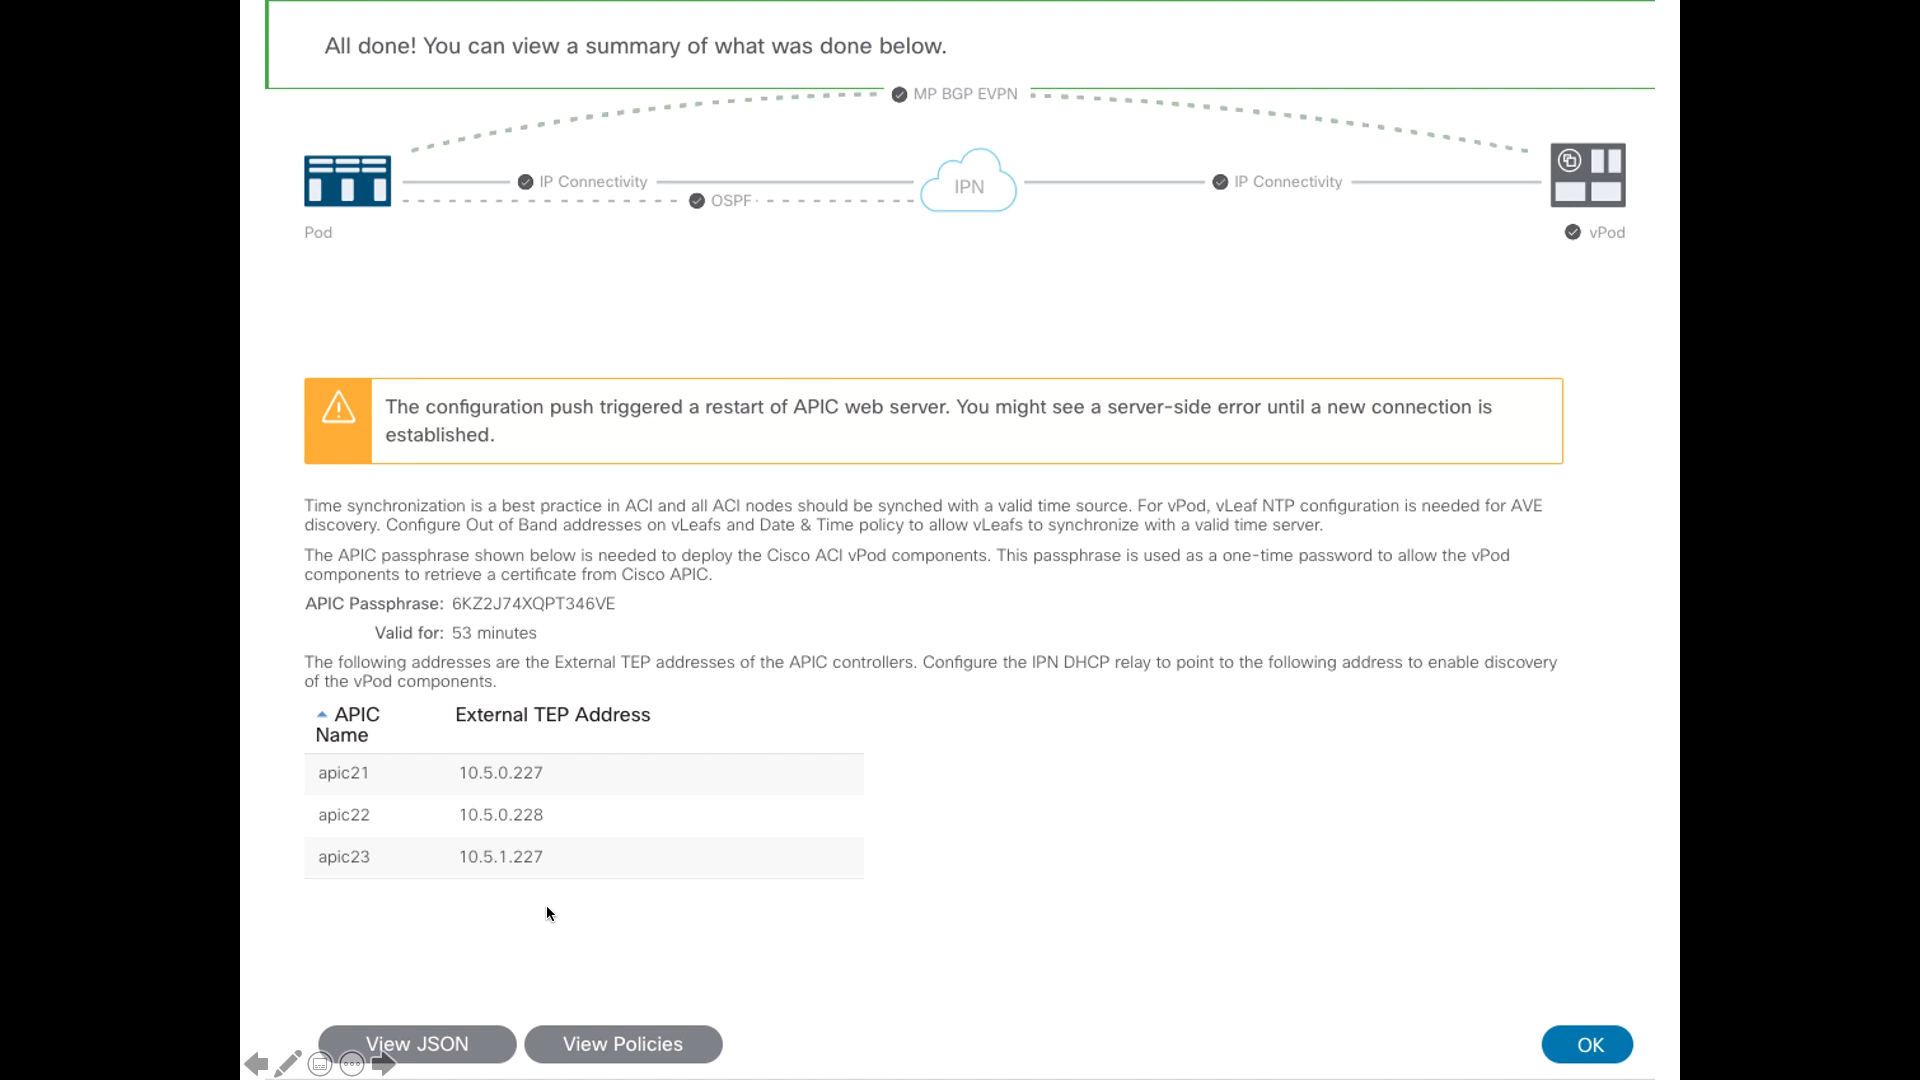 All done! You can view a summary of what was done below.
MP BGP EVPN
IP Connectivity
IPN
IP Connectivity
OSPF
Pod
vPod
The configuration push triggered a restart of APIC web server. You might see a server-side error until a new connection is
established.
Time synchronization is a best practice in ACI and all ACI nodes should be synched with a valid time source. For vPod, vLeaf NTP configuration is needed for AVE
discovery. Configure Out of Band addresses on vLeafs and Date & Time policy to allow vLeafs to synchronize with a valid time server.
The APIC passphrase shown below is needed to deploy the Cisco ACI vPod components. This passphrase is used as a one-time password to allow the vPod
components to retrieve a certificate from Cisco APIC.
APIC Passphrase: 6KZ2J74XQPT346VE
Valid for: 53 minutes
The following addresses are the External TEP addresses of the APIC controllers. Configure the IPN DHCP relay to point to the following address to enable discovery
of the vPod components.
APIC Name External TEP Address
apic21 10.5.0.227
apic22 10.5.0.228
apic23 10.5.1.227
View JSON View Policies OK